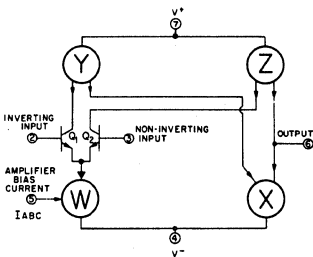 V+
⑦
Y
Z
INVERTING
INPUT
②
Q1
Q2
③
NON-INVERTING
INPUT
OUTPUT
⑥
AMPLIFIER
BIAS
CURRENT
⑤
IABC
W
X
④
V−